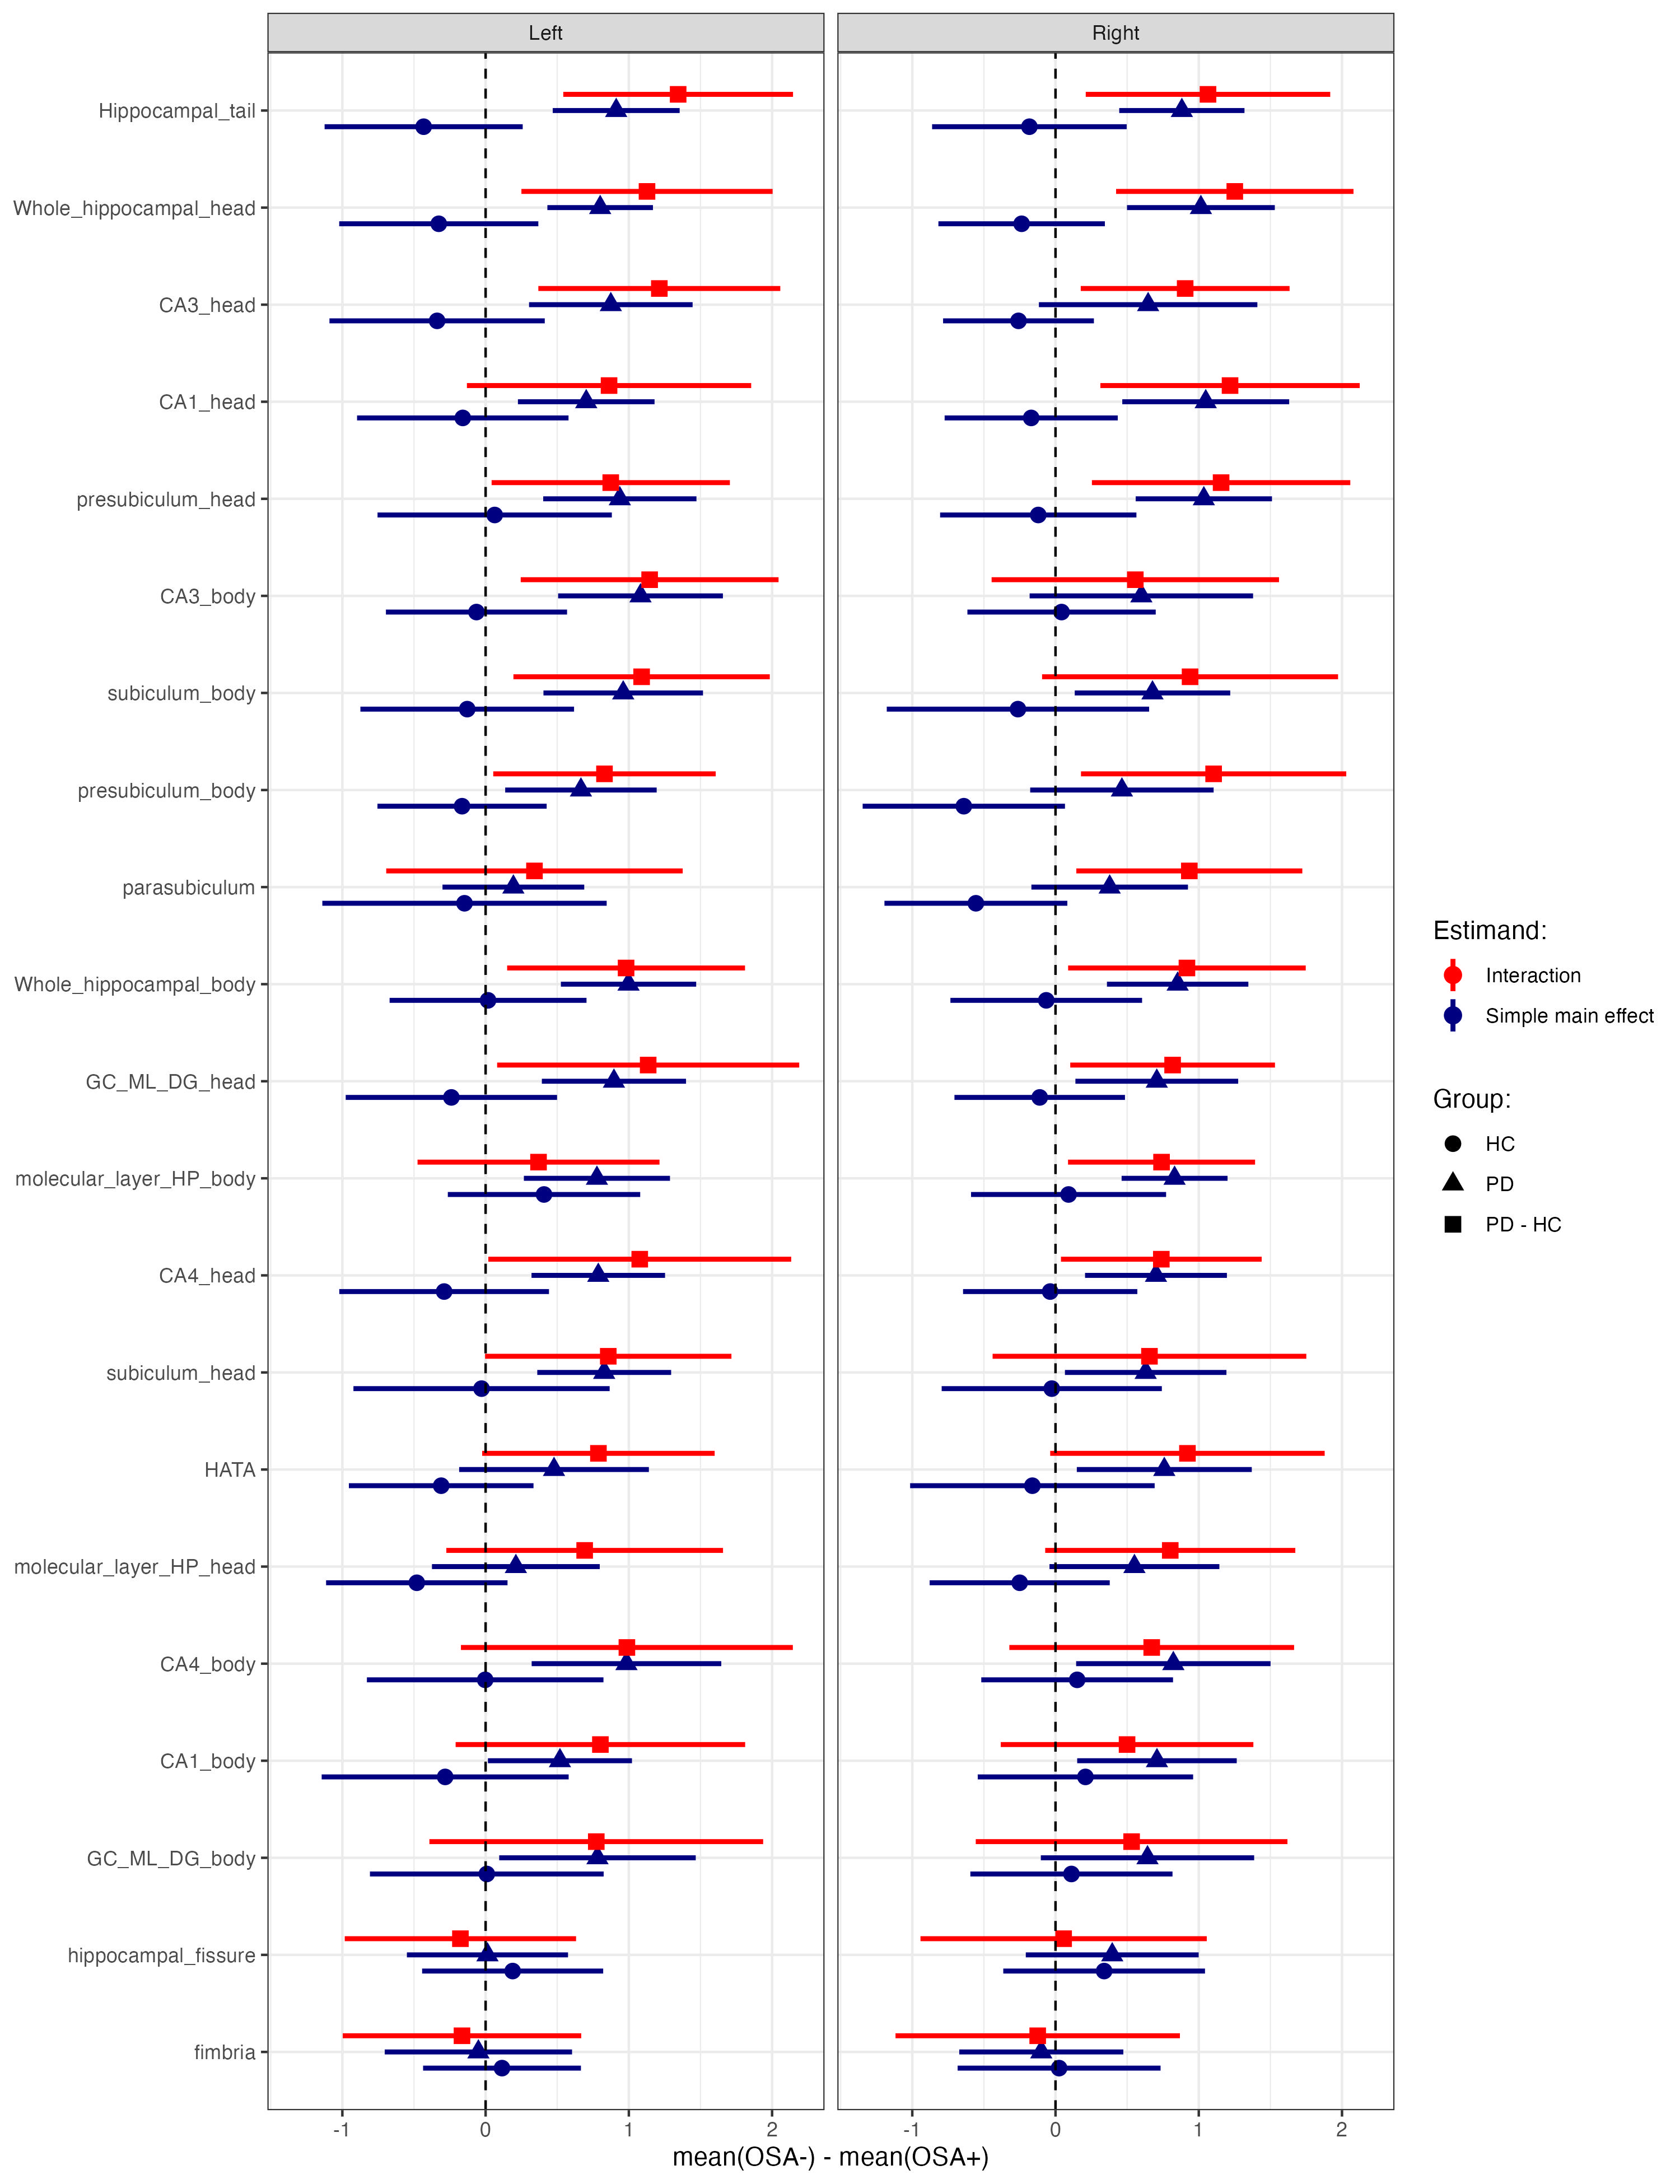 Left
Right
Hippocampal_tail
Whole_hippocampal_head
CA3_head
CA1_head
presubiculum_head
CA3_body
subiculum_body
presubiculum_body
parasubiculum
Whole_hippocampal_body
GC_ML_DG_head
molecular_layer_HP_body
CA4_head
subiculum_head
HATA
molecular_layer_HP_head
CA4_body
CA1_body
GC_ML_DG_body
hippocampal_fissure
fimbria
-1 0 1 2
-1 0 1 2
mean(OSA-) - mean(OSA+)
Estimand:
Interaction
Simple main effect
Group:
HC
PD
PD - HC